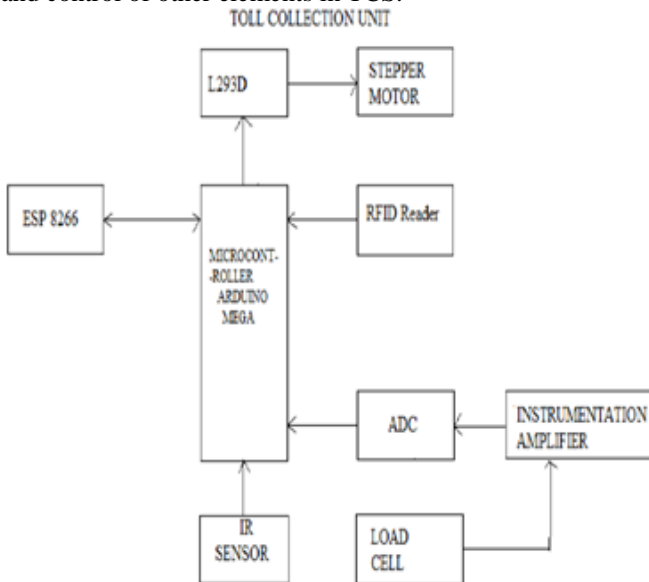 and control of other elements in TCS.
TOLL COLLECTION UNIT
L293D
STEPPER
MOTOR
ESP 8266
MICROCONT-
-ROLLER
ARDUINO
MEGA
RFID Reader
ADC
INSTRUMENTATION
AMPLIFIER
IR
SENSOR
LOAD
CELL